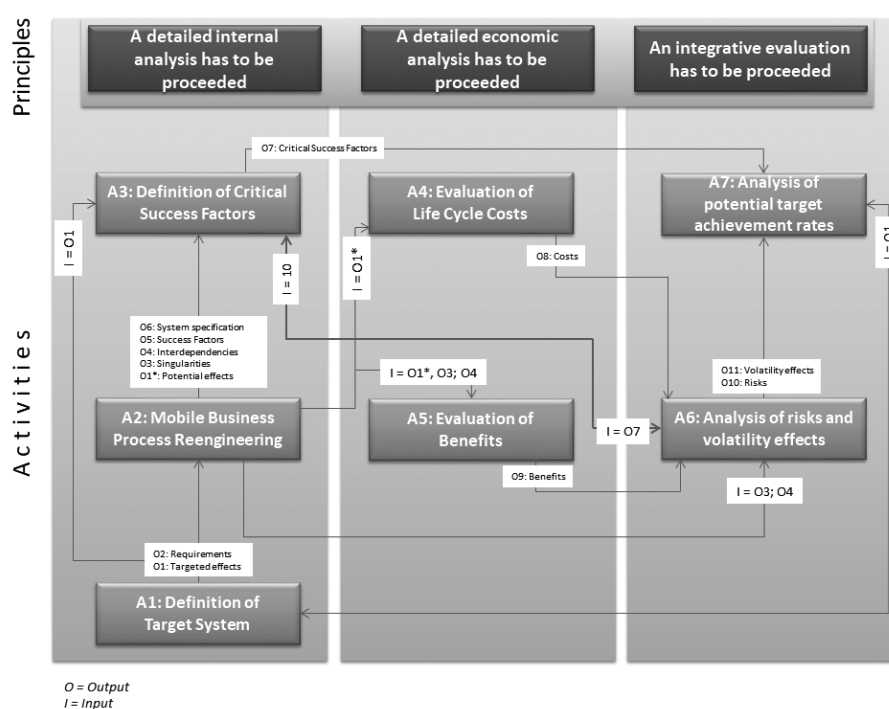 Principles
A detailed internal
analysis has to be
proceeded
A detailed economic
analysis has to be
proceeded
An integrative evaluation
has to be proceeded
Activities
O7: Critical Success Factors
A3: Definition of Critical
Success Factors
A4: Evaluation of
Life Cycle Costs
A7: Analysis of
potential target
achievement rates
I = O1
I = 10
I = O1*
O8: Costs
I = O1
O6: System specification
O5: Success Factors
O4: Interdependencies
O3: Singularities
O1*: Potential effects
I = O1*, O3; O4
O11: Volatility effects
O10: Risks
A2: Mobile Business
Process Reengineering
A5: Evaluation of
Benefits
I = O7
A6: Analysis of risks and
volatility effects
O9: Benefits
I = O3; O4
O2: Requirements
O1: Targeted effects
A1: Definition of
Target System
O = Output
I = Input